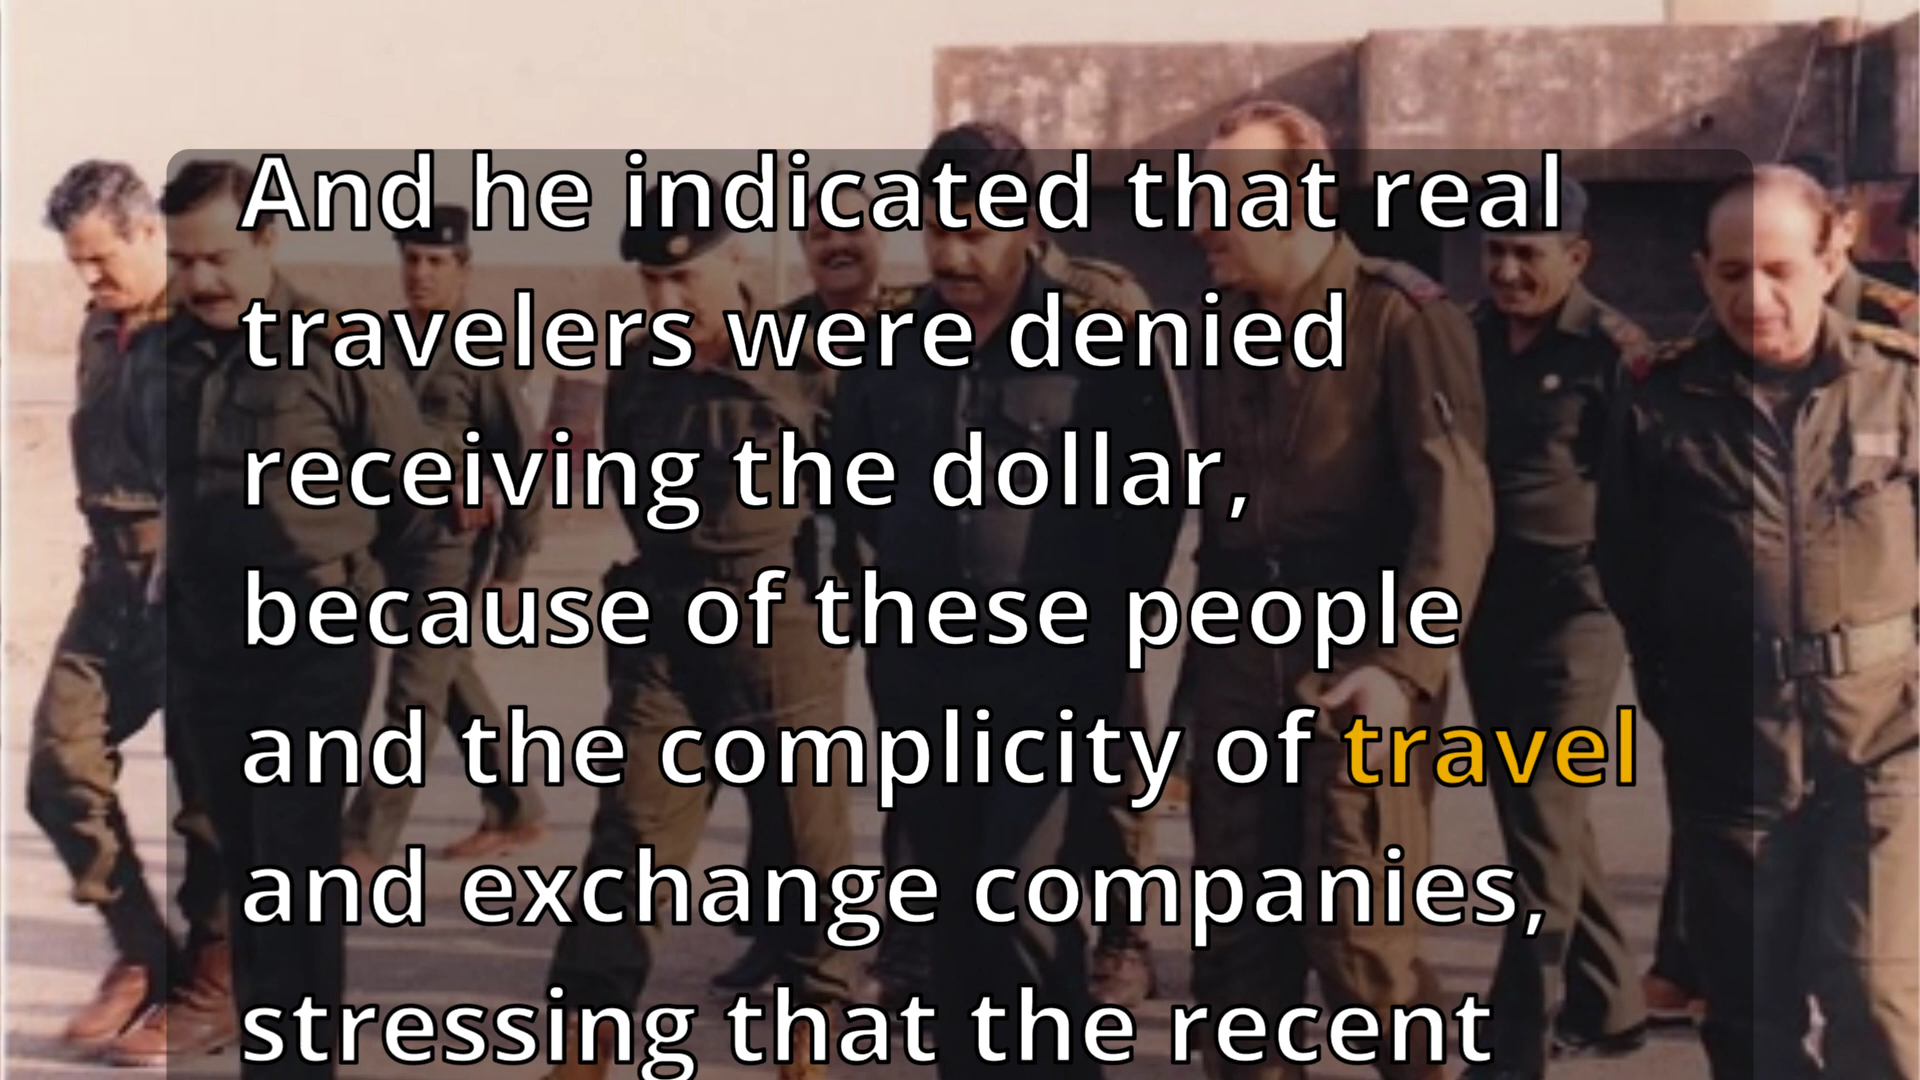 And he indicated that real
travelers were denied
receiving the dollar,
because of these people
and the complicity of travel
and exchange companies,
stressing that the recent